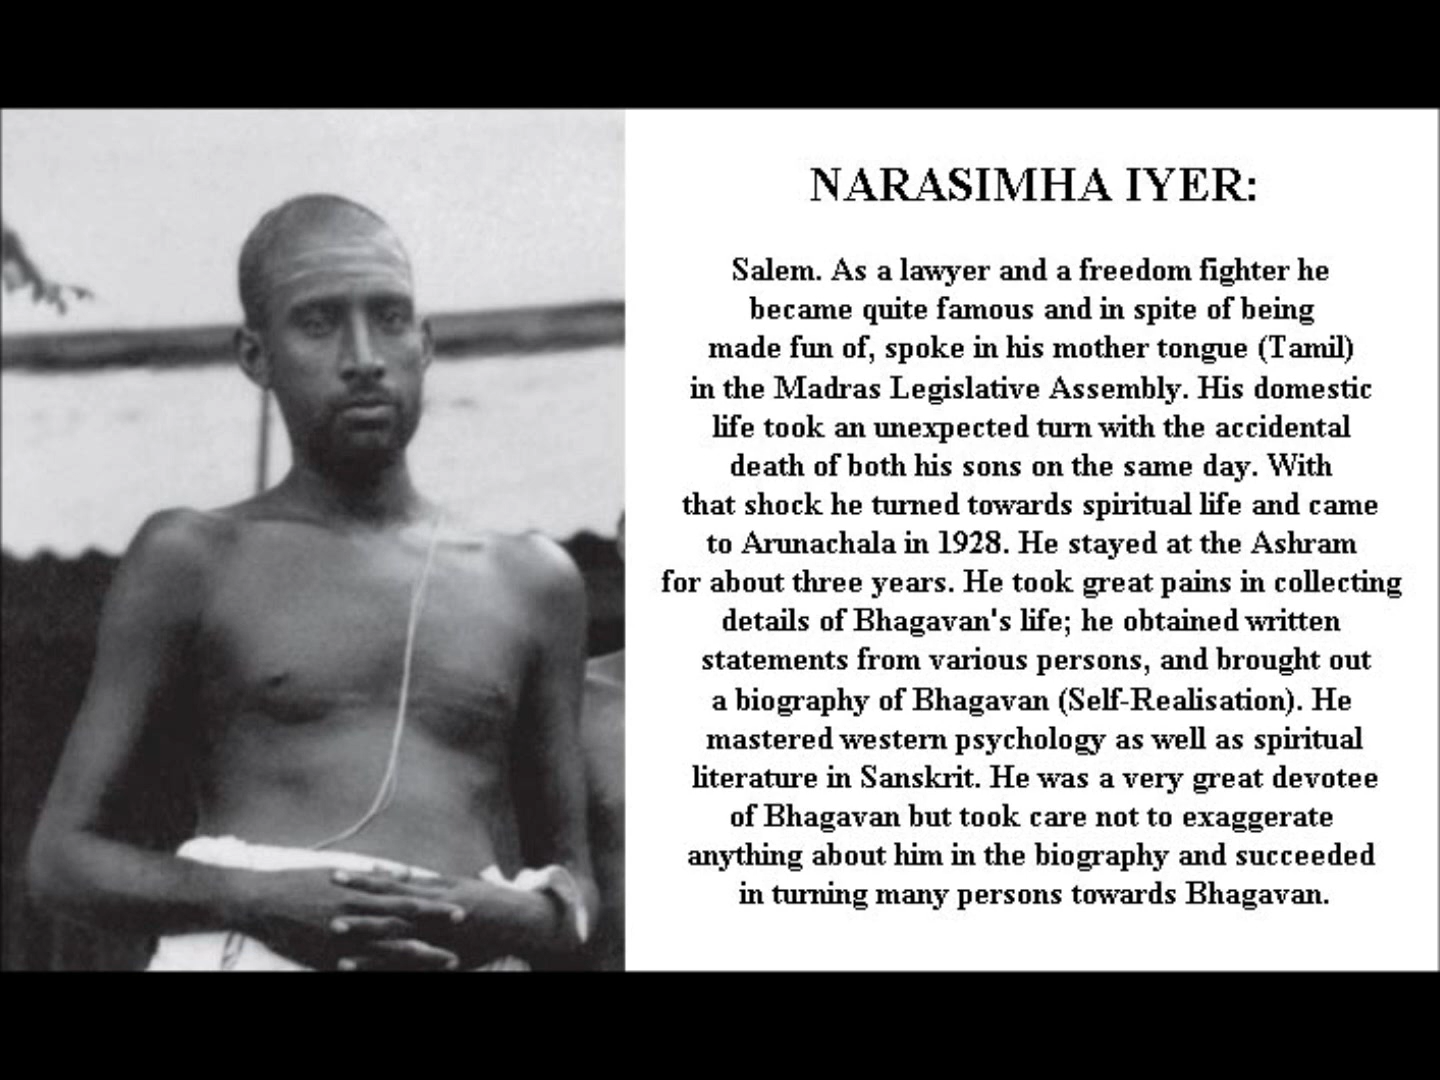 NARASIMHA IYER:
Salem. As a lawyer and a freedom fighter he
became quite famous and in spite of being
made fun of, spoke in his mother tongue (Tamil)
in the Madras Legislative Assembly. His domestic
life took an unexpected turn with the accidental
death of both his sons on the same day. With
that shock he turned towards spiritual life and came
to Arunachala in 1928. He stayed at the Ashram
for about three years. He took great pains in collecting
details of Bhagavan's life; he obtained written
statements from various persons, and brought out
a biography of Bhagavan (Self-Realisation). He
mastered western psychology as well as spiritual
literature in Sanskrit. He was a very great devotee
of Bhagavan but took care not to exaggerate
anything about him in the biography and succeeded
in turning many persons towards Bhagavan.